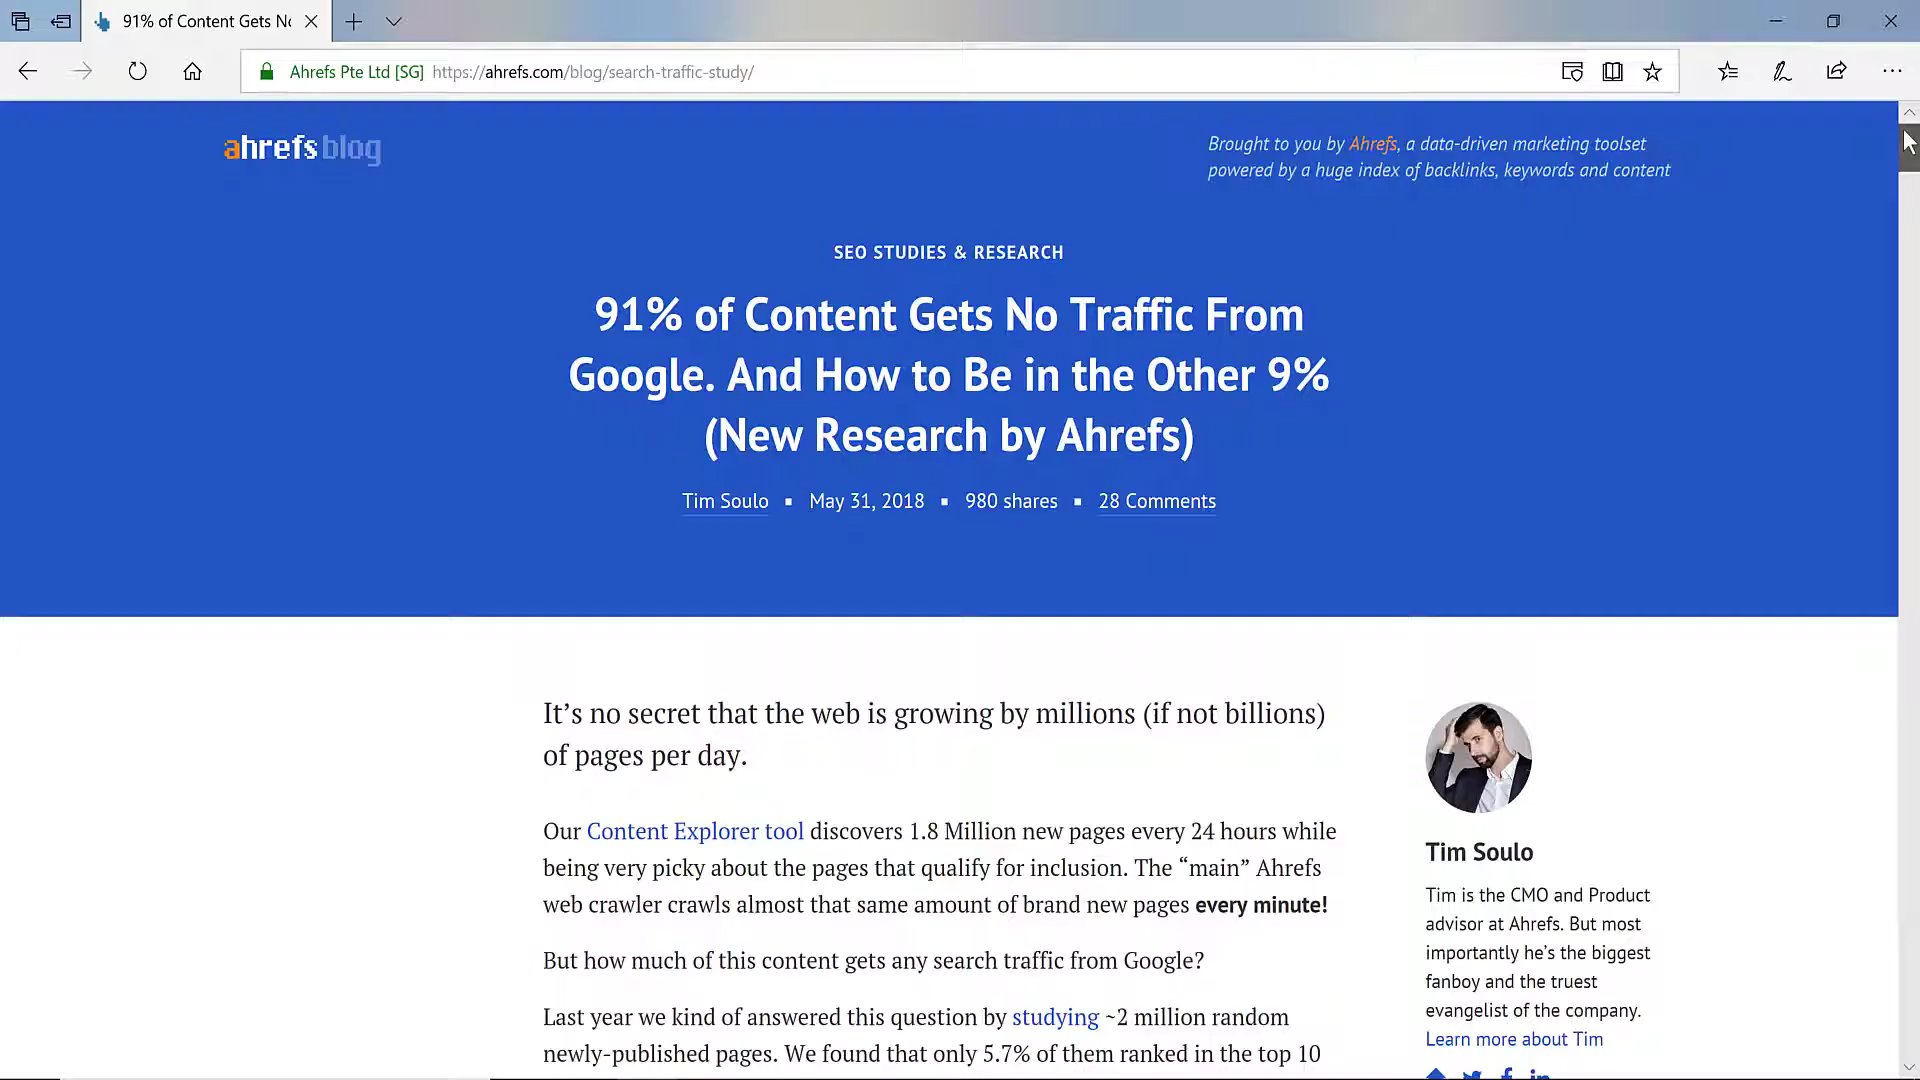 91% of Content Gets Nc
Ahrefs Pte Ltd [SG] https://ahrefs.com/blog/search-traffic-study/
ahrefs blog
Brought to you by Ahrefs, a data-driven marketing toolset
powered by a huge index of backlinks, keywords and content
SEO STUDIES & RESEARCH
91% of Content Gets No Traffic From
Google. And How to Be in the Other 9%
(New Research by Ahrefs)
Tim Soulo ▪ May 31, 2018 ▪ 980 shares ▪ 28 Comments
It’s no secret that the web is growing by millions (if not billions)
of pages per day.
Our Content Explorer tool discovers 1.8 Million new pages every 24 hours while
being very picky about the pages that qualify for inclusion. The “main” Ahrefs
web crawler crawls almost that same amount of brand new pages every minute!
But how much of this content gets any search traffic from Google?
Last year we kind of answered this question by studying ~2 million random
newly-published pages. We found that only 5.7% of them ranked in the top 10
Tim Soulo
Tim is the CMO and Product
advisor at Ahrefs. But most
importantly he’s the biggest
fanboy and the truest
evangelist of the company.
Learn more about Tim